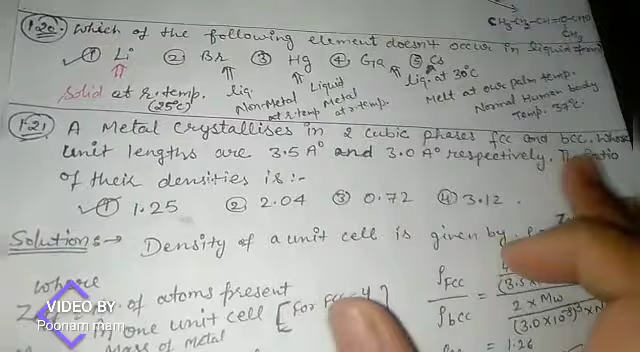 CH3-CH2-CH=C-CHO
CH3
1.20. Which of the following element doesn't occur in liquid form
① Li ② Br ③ Hg ④ Ga ⑤ Cs
Solid at r.temp. (25°C)
liq. Non-Metal at r.temp
Liquid Metal at r.temp.
liq. at 30°C
Melt at our palm temp.
Normal Human body
Temp. 37°C.
1.21. A Metal crystallises in 2 cubic phases fcc and bcc. Whose
unit lengths are 3.5 A° and 3.0 A° respectively. The ratio
of their densities is :-
① 1.25 ② 2.04 ③ 0.72 ④ 3.12 .
Solution:→ Density of a unit cell is given by
where
of atoms present
in one unit cell [for FCC = 4]
Mass of metal
ρFCC
ρbcc
=
(3.5 x
2 x Mw
(3.0 x 10-8)3 x N
= 1.26
VIDEO BY
Poonam mam